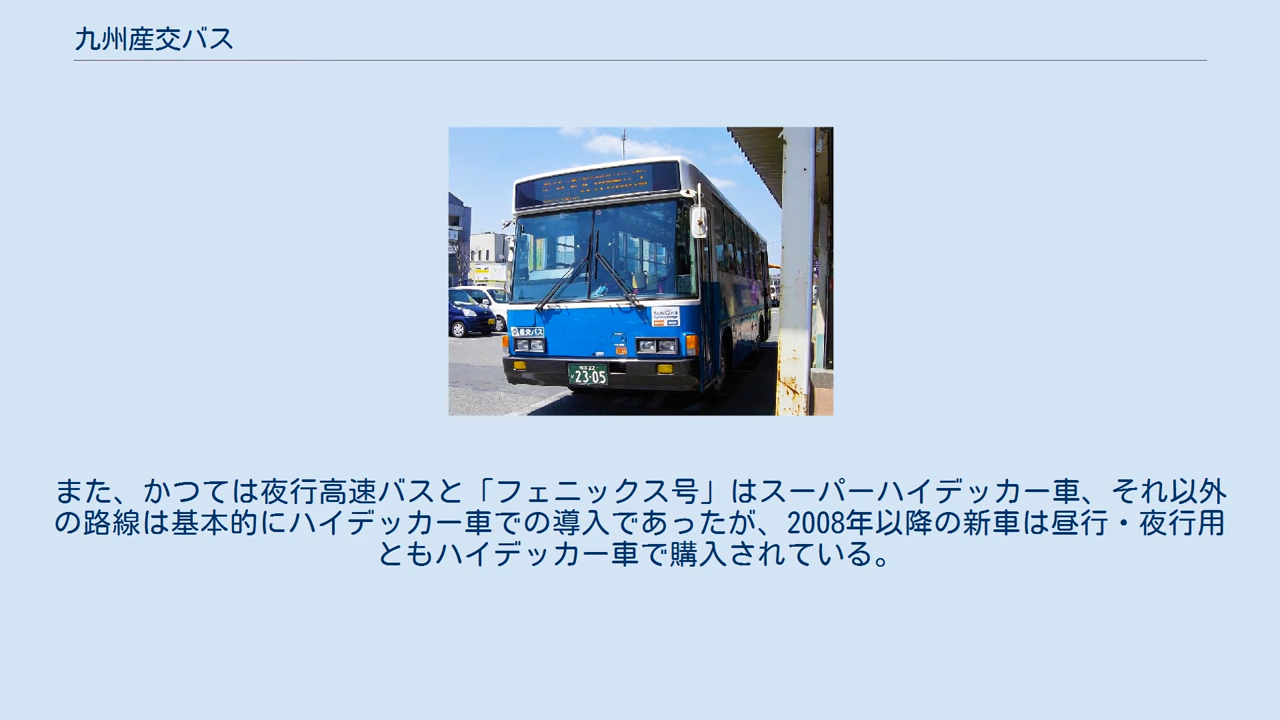 九州産交バス
産交バス
SUNQ
23-05
また、かつては夜行高速バスと「フェニックス号」はスーパーハイデッカー車、それ以外
の路線は基本的にハイデッカー車での導入であったが、2008年以降の新車は昼行・夜行用
ともハイデッカー車で購入されている。